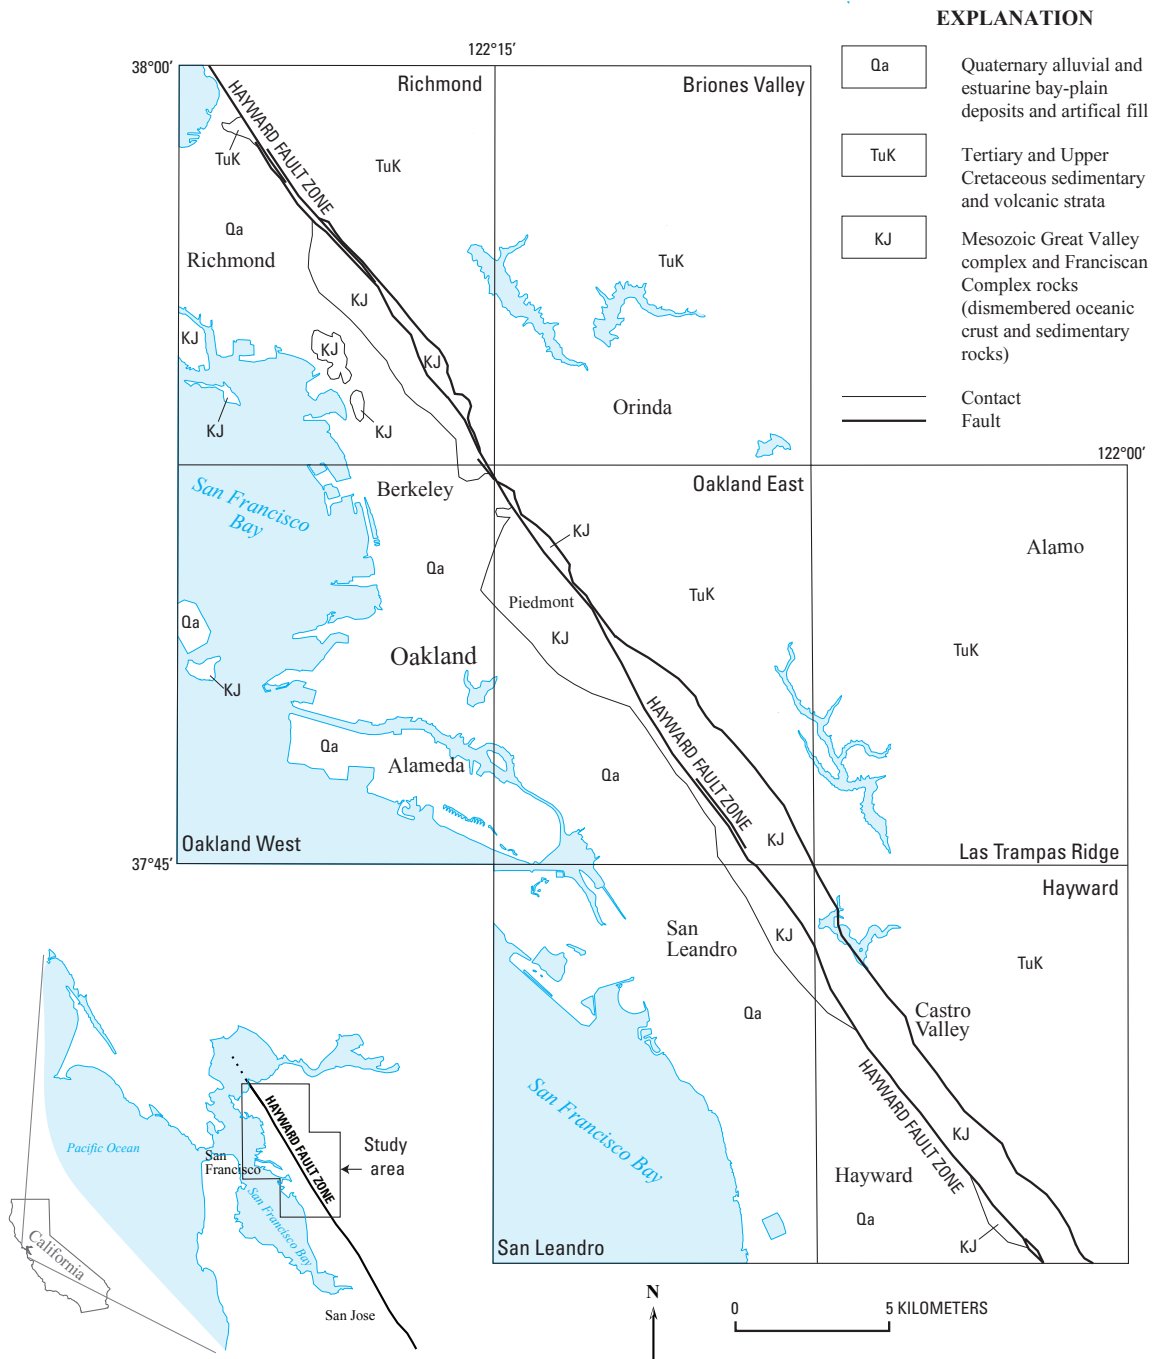 EXPLANATION
Qa
Quaternary alluvial and
estuarine bay-plain
deposits and artifical fill
TuK
Tertiary and Upper
Cretaceous sedimentary
and volcanic strata
KJ
Mesozoic Great Valley
complex and Franciscan
Complex rocks
(dismembered oceanic
crust and sedimentary
rocks)
Contact
Fault
122°15′
38°00′
Richmond
Briones Valley
HAYWARD FAULT ZONE
TuK
TuK
Qa
Richmond
TuK
KJ
KJ
KJ
KJ
KJ
KJ
Orinda
122°00′
Berkeley
Oakland East
San Francisco
Bay
KJ
Alamo
Qa
TuK
Piedmont
Qa
KJ
Oakland
TuK
KJ
HAYWARD FAULT ZONE
Qa
Alameda
Qa
KJ
Oakland West
Las Trampas Ridge
37°45′
Hayward
San
Leandro
KJ
TuK
Qa
Castro
Valley
San Francisco Bay
HAYWARD FAULT ZONE
KJ
Hayward
Qa
KJ
San Leandro
HAYWARD FAULT ZONE
Study
area
Pacific Ocean
San
Francisco
San Francisco Bay
California
San Jose
N
0
5 KILOMETERS